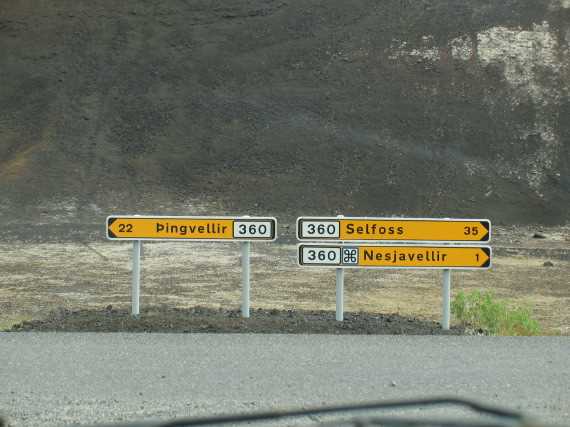 22 Þingvellir 360
360 Selfoss 35
360 ⌘ Nesjavellir 1